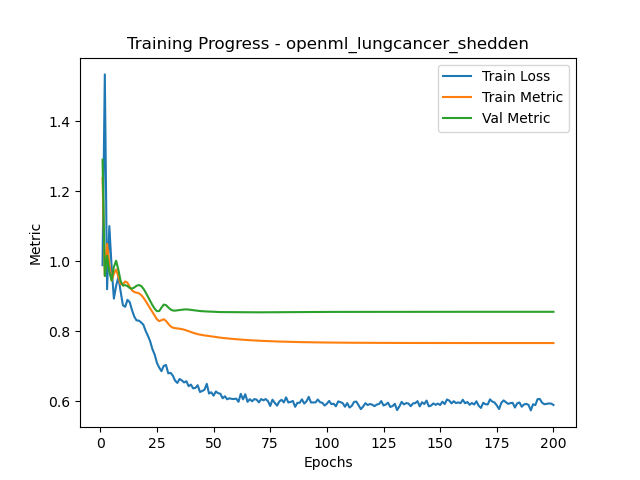 Training Progress - openml_lungcancer_shedden
Train Loss
Train Metric
Val Metric
1.4
1.2
1.0
0.8
0.6
Metric
0 25 50 75 100 125 150 175 200
Epochs